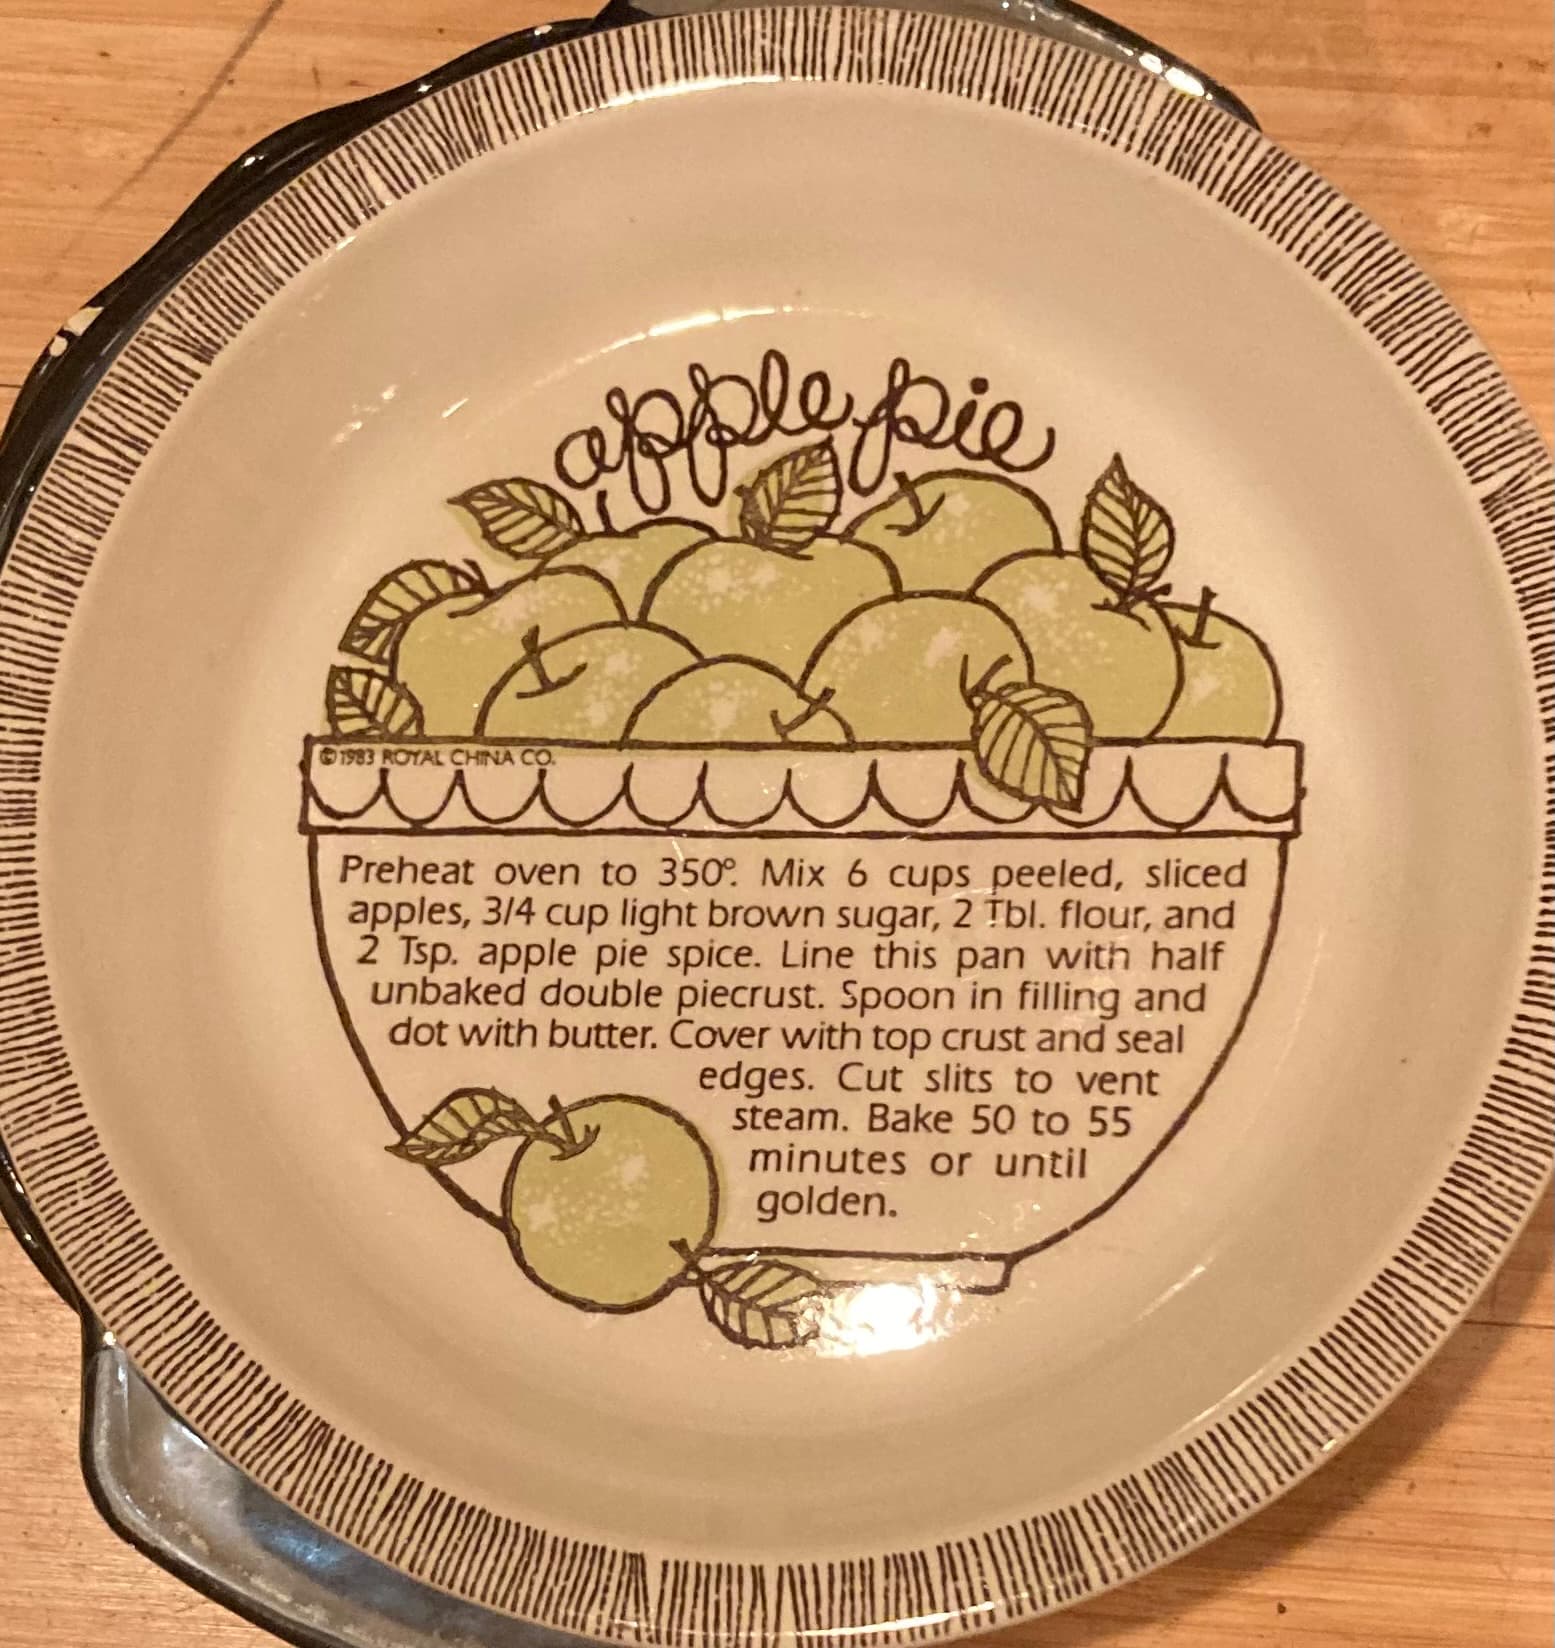 apple pie
©1983 ROYAL CHINA CO.
Preheat oven to 350°. Mix 6 cups peeled, sliced
apples, 3/4 cup light brown sugar, 2 Tbl. flour, and
2 Tsp. apple pie spice. Line this pan with half
unbaked double piecrust. Spoon in filling and
dot with butter. Cover with top crust and seal
edges. Cut slits to vent
steam. Bake 50 to 55
minutes or until
golden.